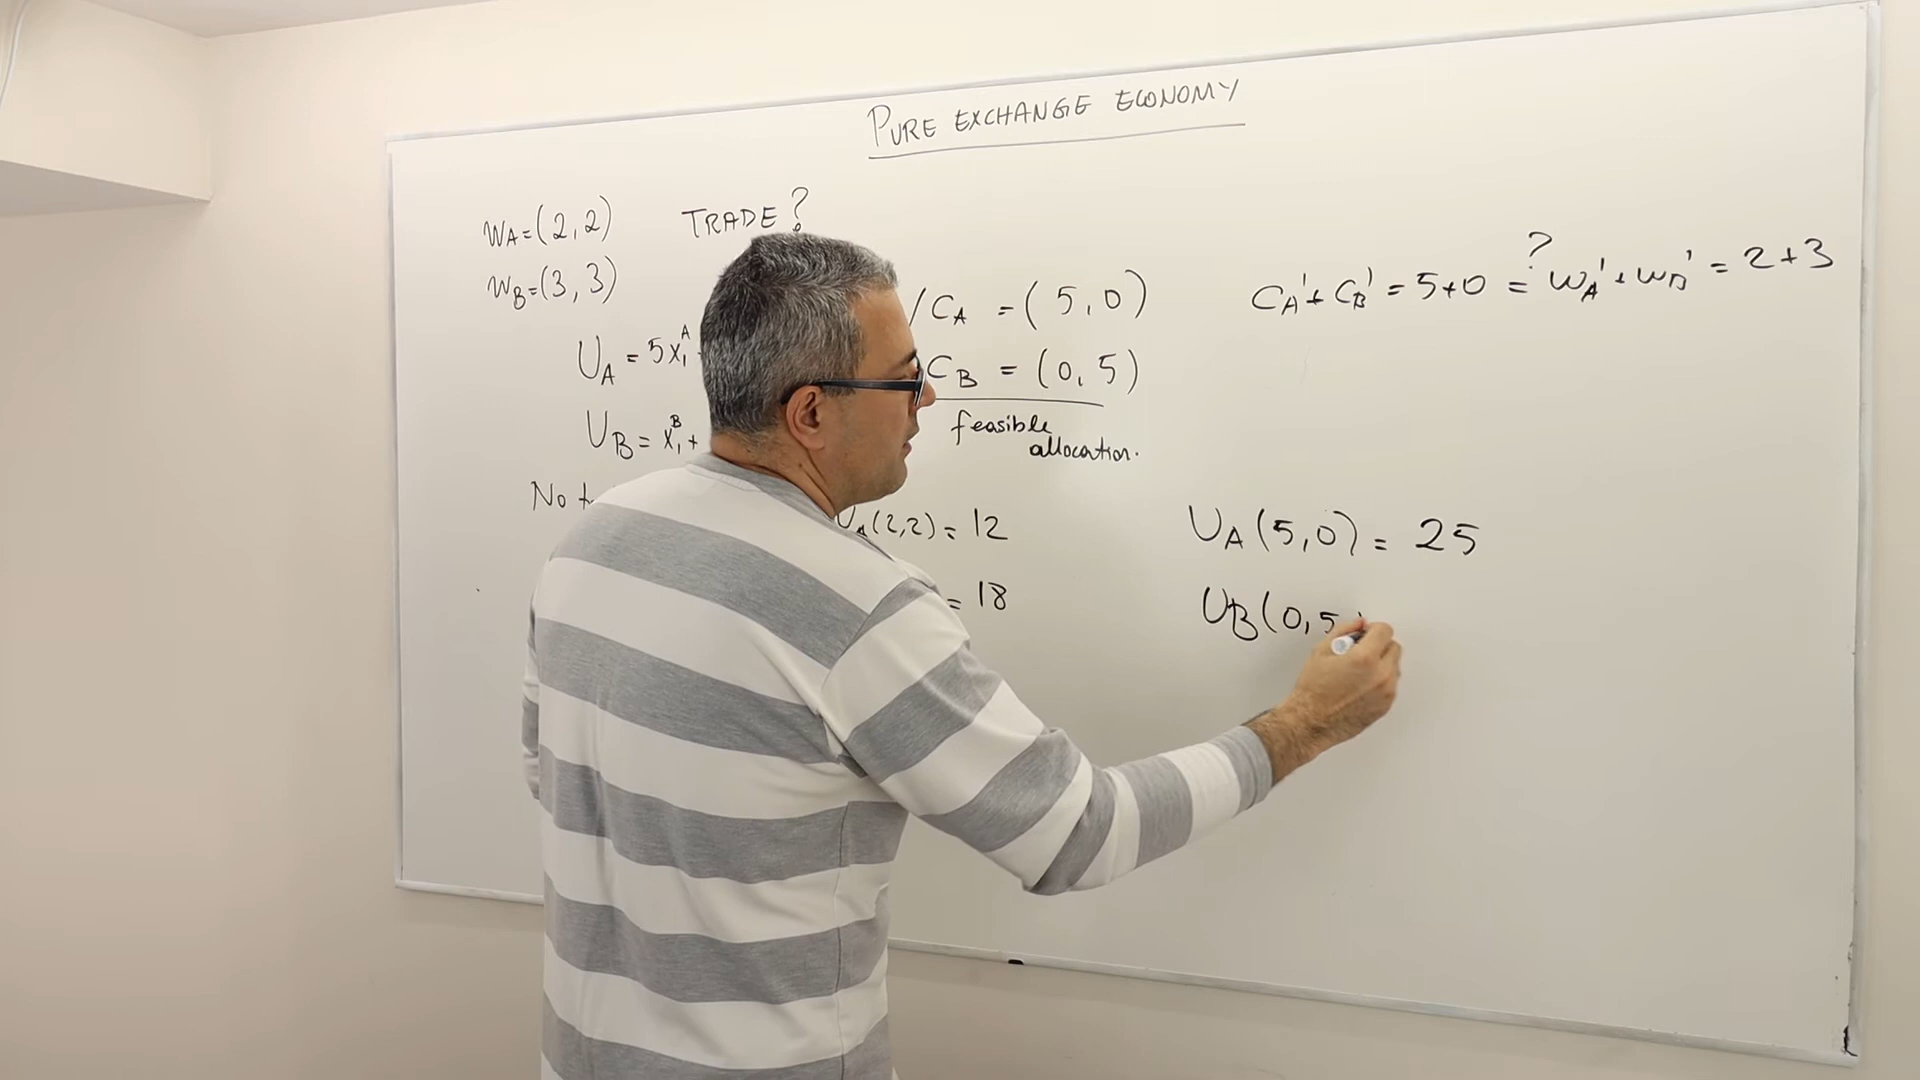 PURE EXCHANGE ECONOMY
WA=(2,2) TRADE?
WB=(3,3)
UA = 5x₁ᴬ
UB = x₁ᴮ +
No
/CA = (5,0)
CB = (0,5)
feasible
allocation.
UA(2,2) = 12
= 18
CA¹+ CB¹ = 5+0 =? WA¹+WB¹ = 2+3
UA(5,0) = 25
UB(0,5